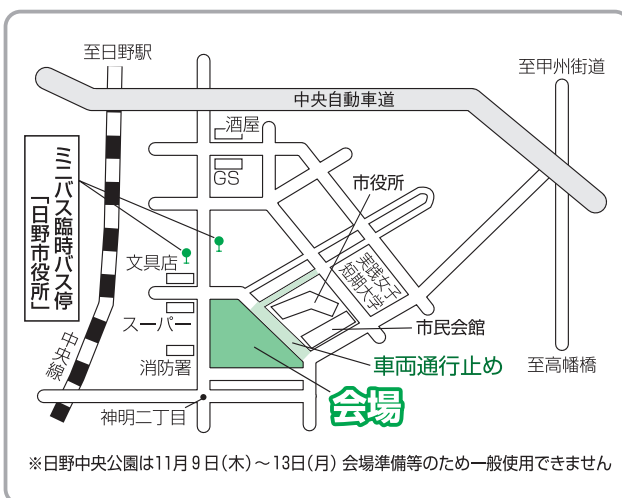 至日野駅
至甲州街道
中央自動車道
酒屋
GS
市役所
ミニバス臨時バス停
「日野市役所」
文具店
実践女子
短期大学
スーパー
市民会館
中央線
消防署
車両通行止め
至高幡橋
会場
神明二丁目
※日野中央公園は11月9日(木)～13日(月) 会場準備等のため一般使用できません